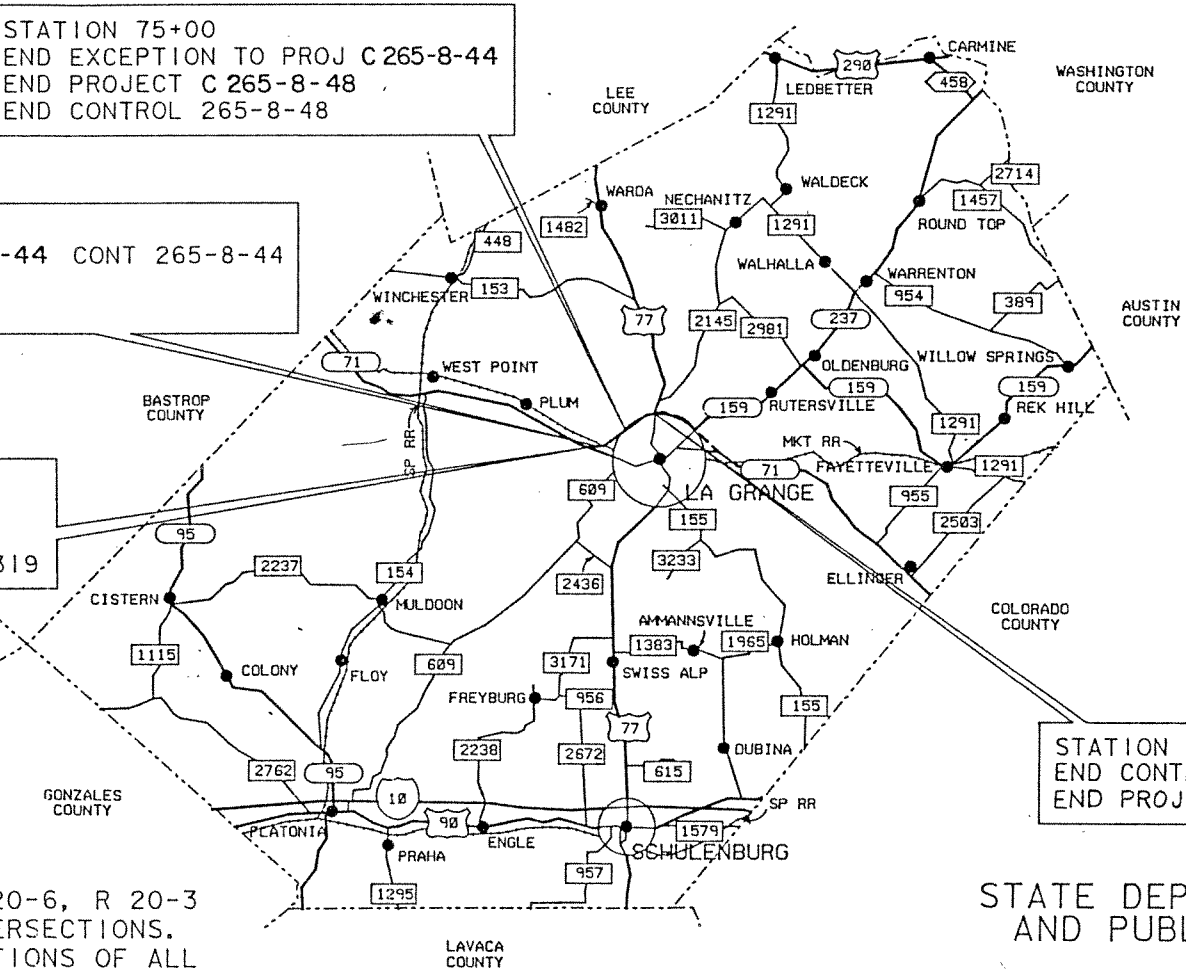 STATION 75+00
END EXCEPTION TO PROJ C 265-8-44
END PROJECT C 265-8-48
END CONTROL 265-8-48
CARMINE
290
LEDBETTER
458
WASHINGTON
COUNTY
LEE
COUNTY
1291
2714
WALDECK
WARDA
NECHANITZ
1482
3011
1457
ROUND TOP
1291
-44 CONT 265-8-44
448
WALHALLA
WARRENTON
WINCHESTER
153
954
389
AUSTIN
COUNTY
77
2145
2981
237
71
WEST POINT
OLDENBURG
WILLOW SPRINGS
159
159
BASTROP
COUNTY
PLUM
159
RUTERSVILLE
REK HILL
1291
SP RR
MKT RR
71
FAYETTEVILLE
1291
609
LA GRANGE
955
95
155
2503
319
2237
154
2436
3233
ELLINGER
CISTERN
MULDOON
COLORADO
COUNTY
AMMANNSVILLE
1115
1383
1965
HOLMAN
COLONY
FLOY
609
3171
SWISS ALP
FREYBURG
956
155
77
2238
2672
DUBINA
STATION
END CONT
END PROJ
2762
95
615
GONZALES
COUNTY
10
SP RR
FLATONIA
90
ENGLE
1579
PRAHA
SCHULENBURG
957
1295
20-6, R 20-3
ERSECTIONS.
TIONS OF ALL
STATE DEP
AND PUBL
LAVACA
COUNTY